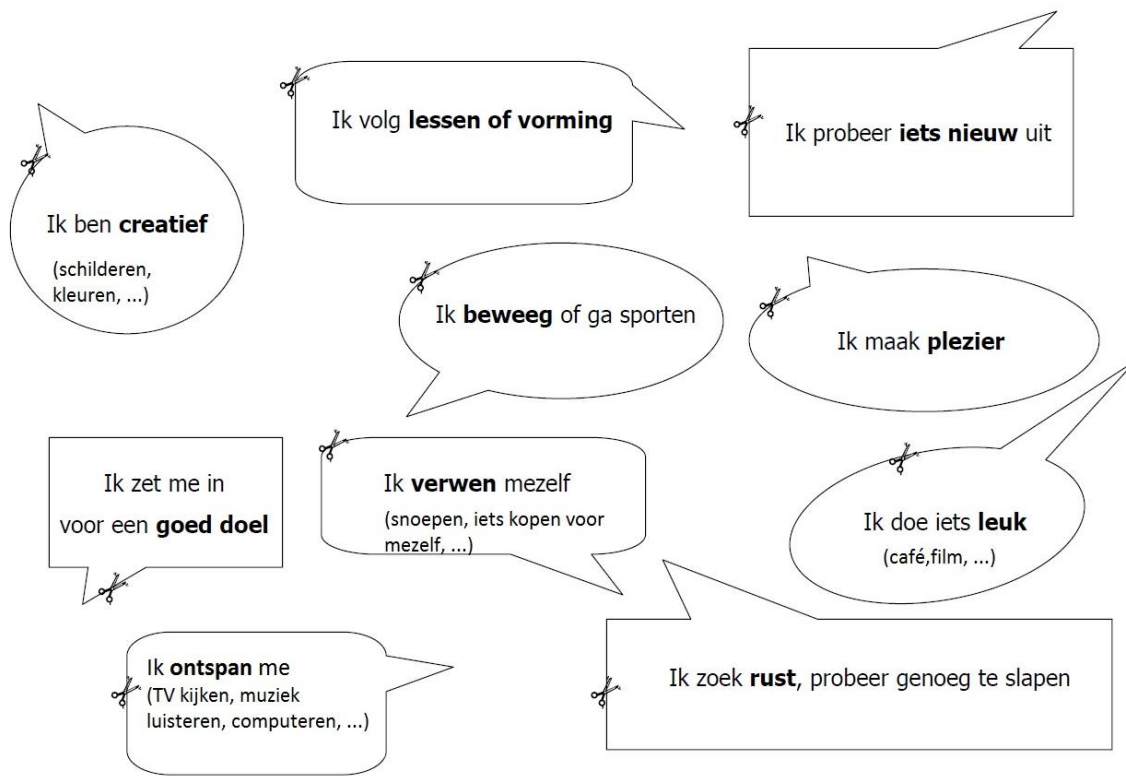 Ik volg lessen of vorming
Ik probeer iets nieuw uit
Ik ben creatief
(schilderen,
kleuren, ...)
Ik beweeg of ga sporten
Ik maak plezier
Ik zet me in
voor een goed doel
Ik verwen mezelf
(snoepen, iets kopen voor
mezelf, ...)
Ik doe iets leuk
(café,film, ...)
Ik ontspan me
(TV kijken, muziek
luisteren, computeren, ...)
Ik zoek rust, probeer genoeg te slapen